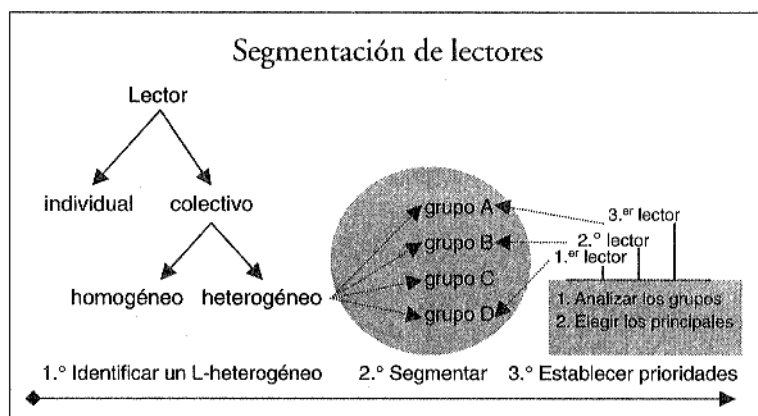 Segmentación de lectores
Lector
individual colectivo
homogéneo heterogéneo
grupo A
grupo B
grupo C
grupo D
3.er lector
2.º lector
1.er lector
1. Analizar los grupos
2. Elegir los principales
1.º Identificar un L-heterogéneo 2.º Segmentar 3.º Establecer prioridades